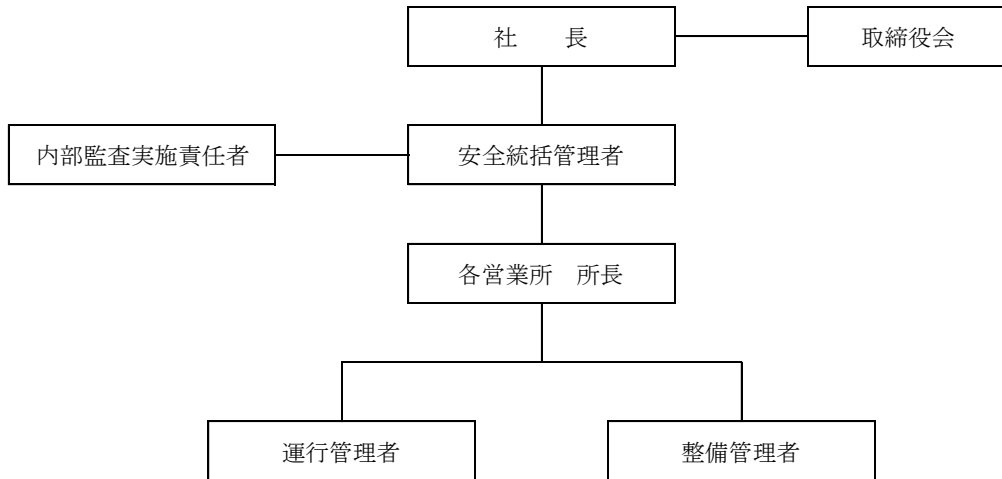 社　　長
取締役会
内部監査実施責任者
安全統括管理者
各営業所　所長
運行管理者
整備管理者